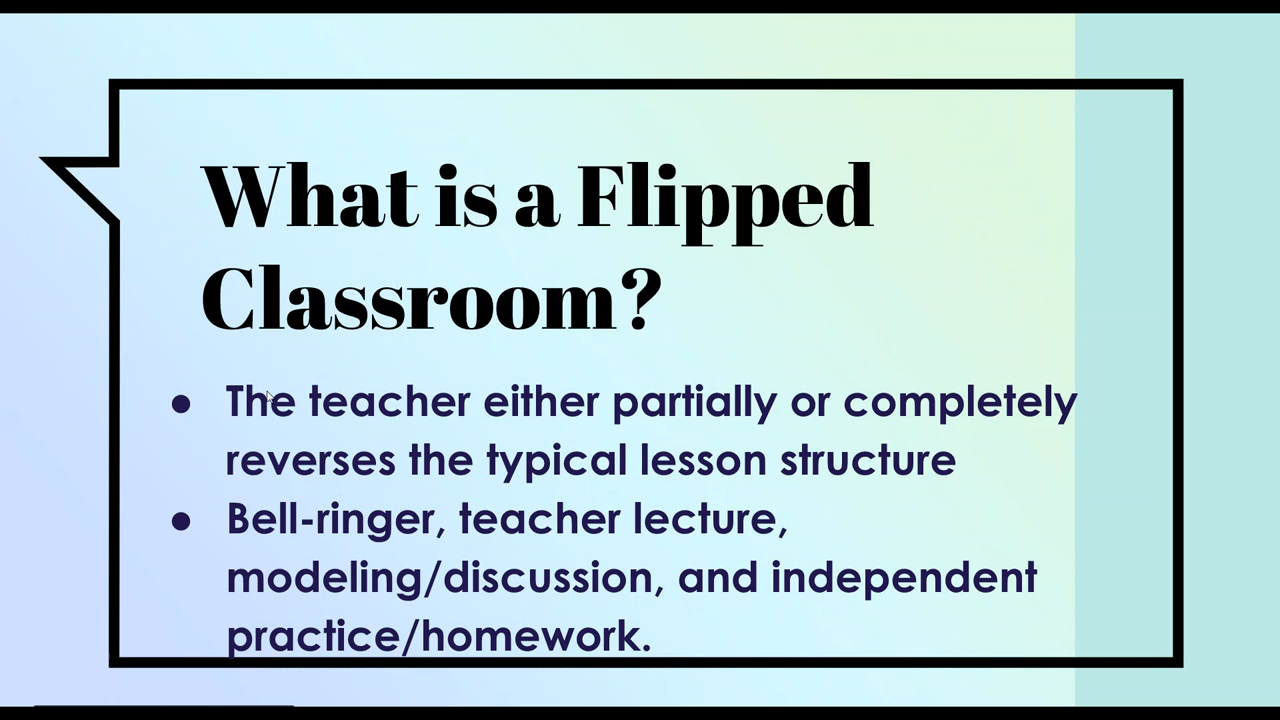 What is a Flipped
Classroom?
● The teacher either partially or completely
reverses the typical lesson structure
● Bell-ringer, teacher lecture,
modeling/discussion, and independent
practice/homework.